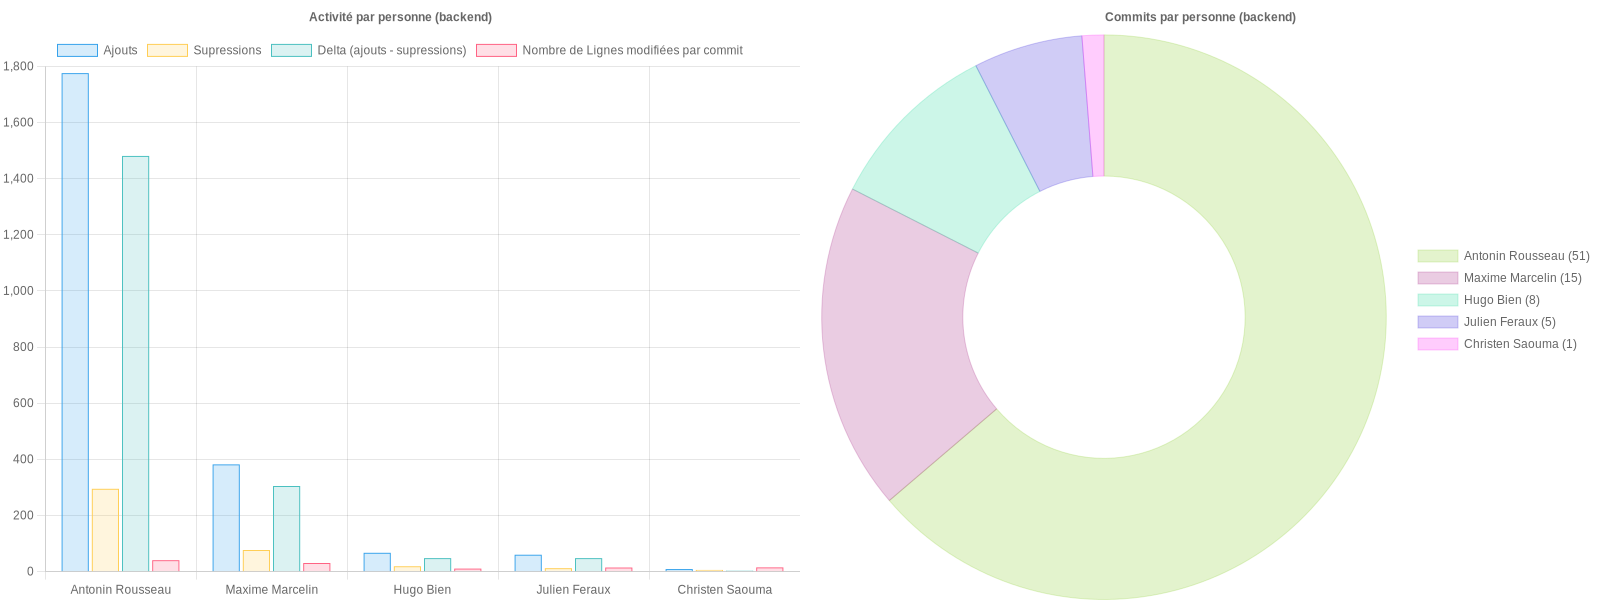 Activité par personne (backend)
Ajouts
Supressions
Delta (ajouts - supressions)
Nombre de Lignes modifiées par commit
1,800
1,600
1,400
1,200
1,000
800
600
400
200
0
Antonin Rousseau
Maxime Marcelin
Hugo Bien
Julien Feraux
Christen Saouma
Commits par personne (backend)
Antonin Rousseau (51)
Maxime Marcelin (15)
Hugo Bien (8)
Julien Feraux (5)
Christen Saouma (1)